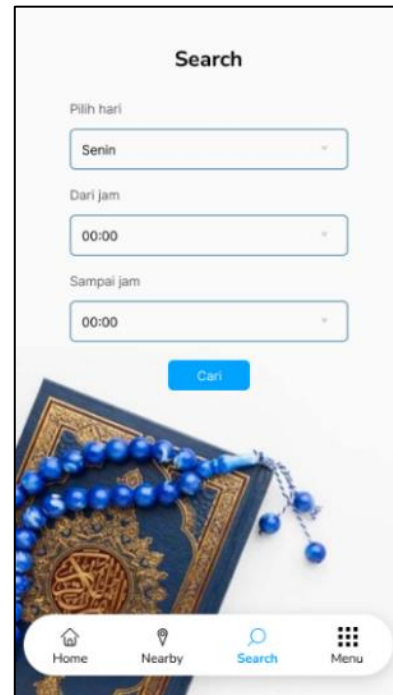 Search
Pilih hari
Senin
Dari jam
00:00
Sampai jam
00:00
Cari
Home Nearby Search Menu